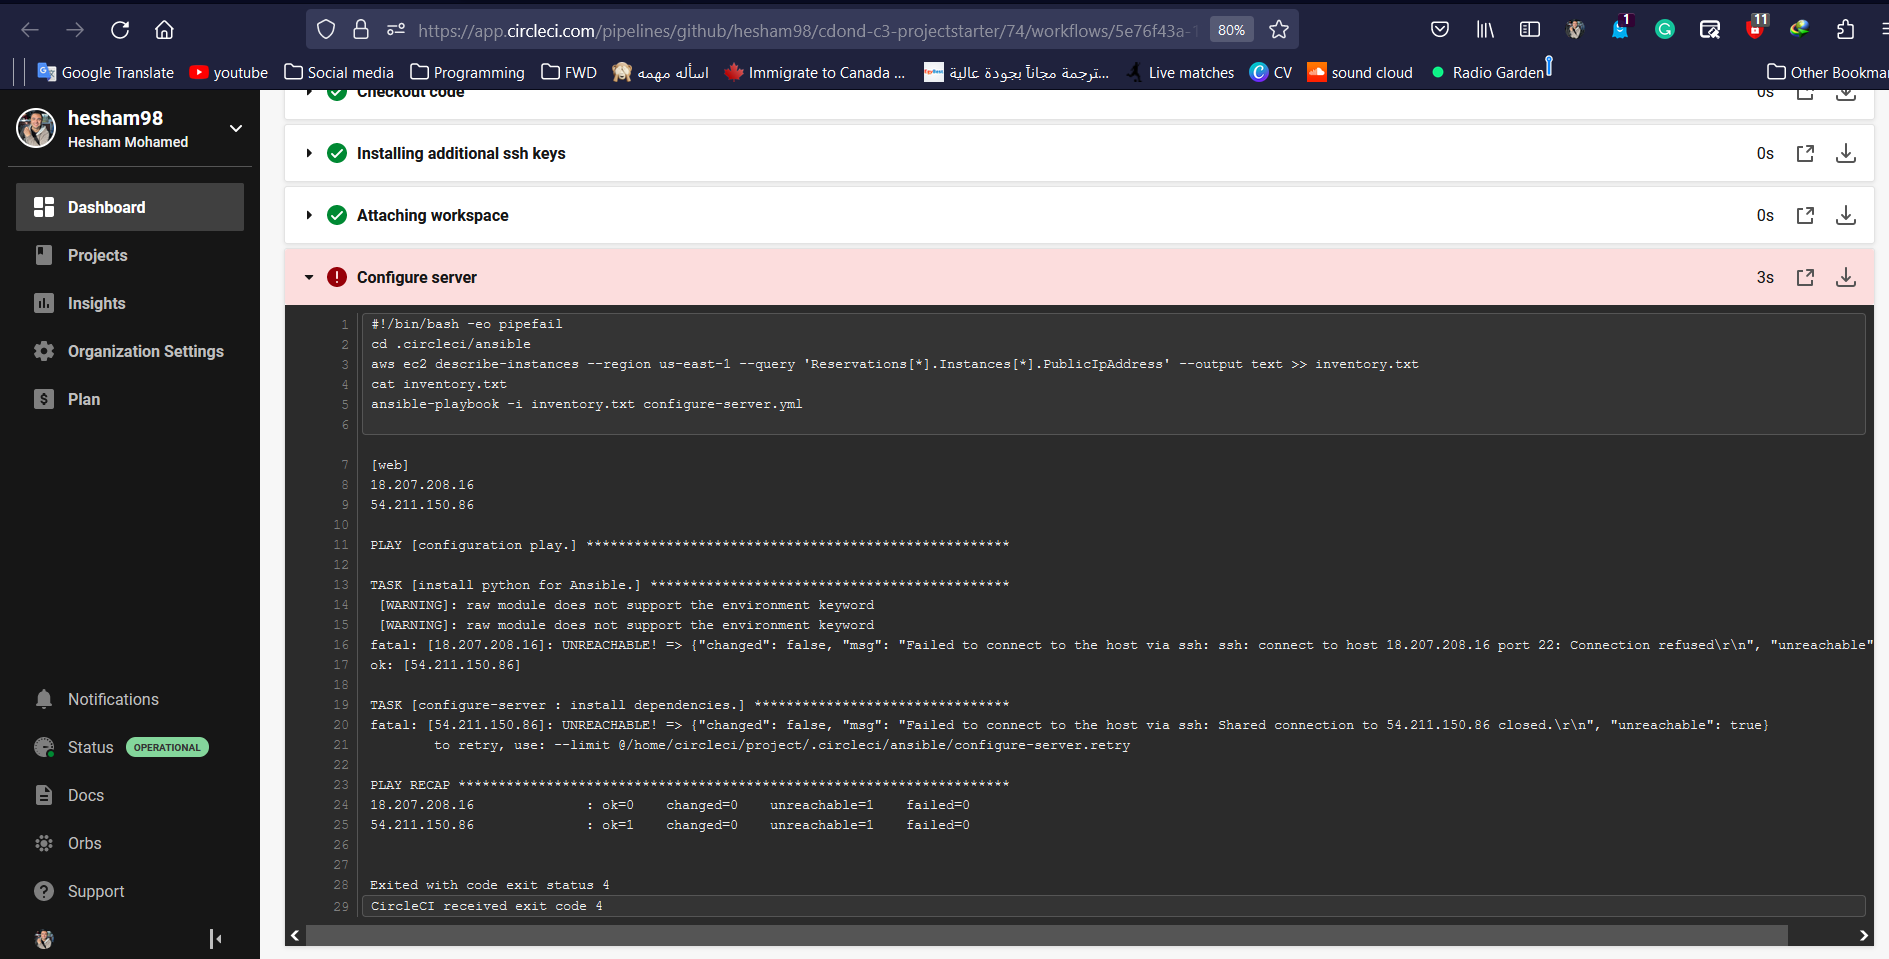 https://app.circleci.com/pipelines/github/hesham98/cdond-c3-projectstarter/74/workflows/5e76f43a-1
80%
1
11
Google Translate
youtube
Social media
Programming
FWD
اسأله مهمه
Immigrate to Canada ...
ترجمة مجاناً بجودة عالية...
Live matches
CV
sound cloud
Radio Garden
Other Bookmar
hesham98
Hesham Mohamed
Dashboard
Projects
Insights
Organization Settings
Plan
Notifications
Status OPERATIONAL
Docs
Orbs
Support
Checkout code 0s
Installing additional ssh keys 0s
Attaching workspace 0s
Configure server 3s
1 #!/bin/bash -eo pipefail
2 cd .circleci/ansible
3 aws ec2 describe-instances --region us-east-1 --query 'Reservations[*].Instances[*].PublicIpAddress' --output text >> inventory.txt
4 cat inventory.txt
5 ansible-playbook -i inventory.txt configure-server.yml
6
7 [web]
8 18.207.208.16
9 54.211.150.86
10
11 PLAY [configuration play.] *****************************************************
12
13 TASK [install python for Ansible.] *********************************************
14 [WARNING]: raw module does not support the environment keyword
15 [WARNING]: raw module does not support the environment keyword
16 fatal: [18.207.208.16]: UNREACHABLE! => {"changed": false, "msg": "Failed to connect to the host via ssh: ssh: connect to host 18.207.208.16 port 22: Connection refused\r\n", "unreachable"
17 ok: [54.211.150.86]
18
19 TASK [configure-server : install dependencies.] ********************************
20 fatal: [54.211.150.86]: UNREACHABLE! => {"changed": false, "msg": "Failed to connect to the host via ssh: Shared connection to 54.211.150.86 closed.\r\n", "unreachable": true}
21 to retry, use: --limit @/home/circleci/project/.circleci/ansible/configure-server.retry
22
23 PLAY RECAP *********************************************************************
24 18.207.208.16 : ok=0 changed=0 unreachable=1 failed=0
25 54.211.150.86 : ok=1 changed=0 unreachable=1 failed=0
26
27
28 Exited with code exit status 4
29 CircleCI received exit code 4